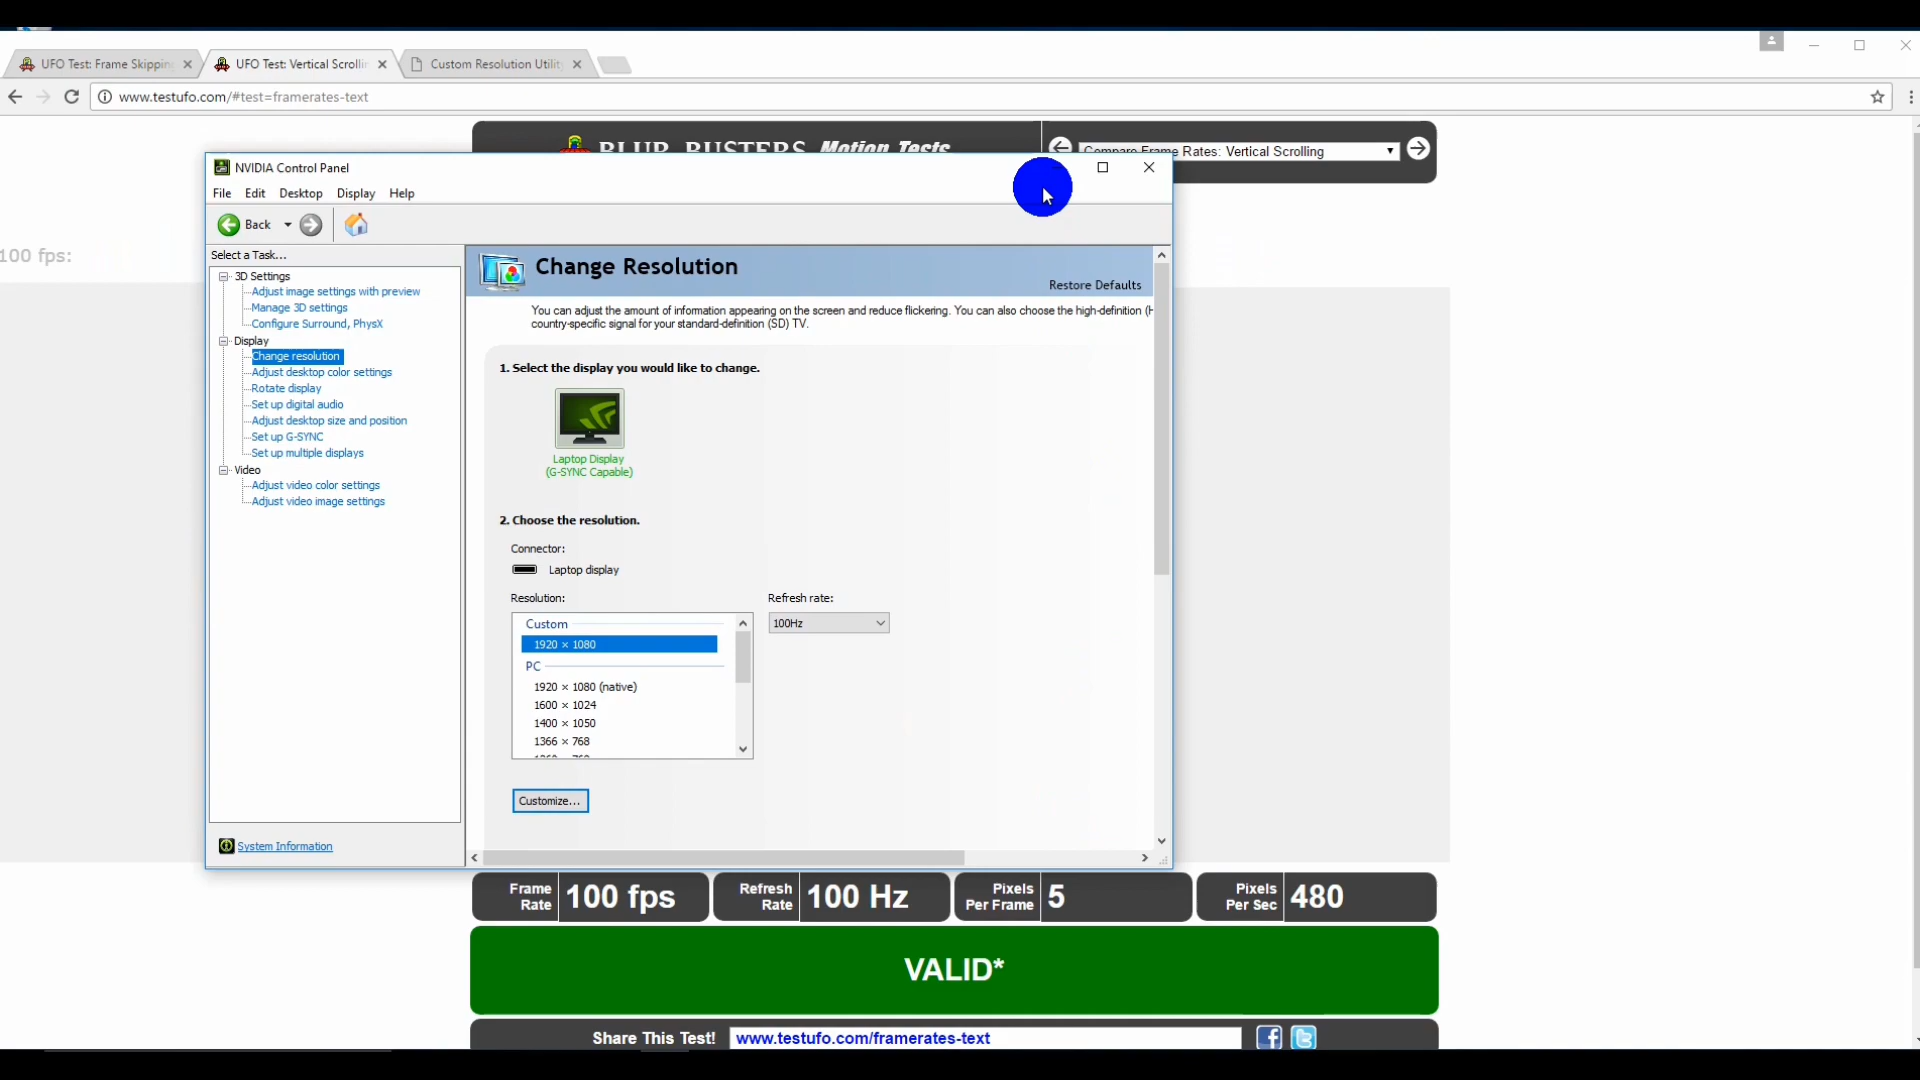 UFO Test: Frame Skipping
UFO Test: Vertical Scrollin
Custom Resolution Utilit
www.testufo.com/#test=framerates-text
BLUR BUSTERS Motion Tests
Compare Frame Rates: Vertical Scrolling
100 fps:
NVIDIA Control Panel
File Edit Desktop Display Help
Back
Select a Task...
3D Settings
Adjust image settings with preview
Manage 3D settings
Configure Surround, PhysX
Display
Change resolution
Adjust desktop color settings
Rotate display
Set up digital audio
Adjust desktop size and position
Set up G-SYNC
Set up multiple displays
Video
Adjust video color settings
Adjust video image settings
System Information
Change Resolution
Restore Defaults
You can adjust the amount of information appearing on the screen and reduce flickering. You can also choose the high-definition (H
country-specific signal for your standard-definition (SD) TV.
1. Select the display you would like to change.
Laptop Display
(G-SYNC Capable)
2. Choose the resolution.
Connector:
Laptop display
Resolution:
Refresh rate:
Custom
100Hz
1920 × 1080
PC
1920 × 1080 (native)
1600 × 1024
1400 × 1050
1366 × 768
Customize...
Frame Rate 100 fps
Refresh Rate 100 Hz
Pixels Per Frame 5
Pixels Per Sec 480
VALID*
Share This Test! www.testufo.com/framerates-text